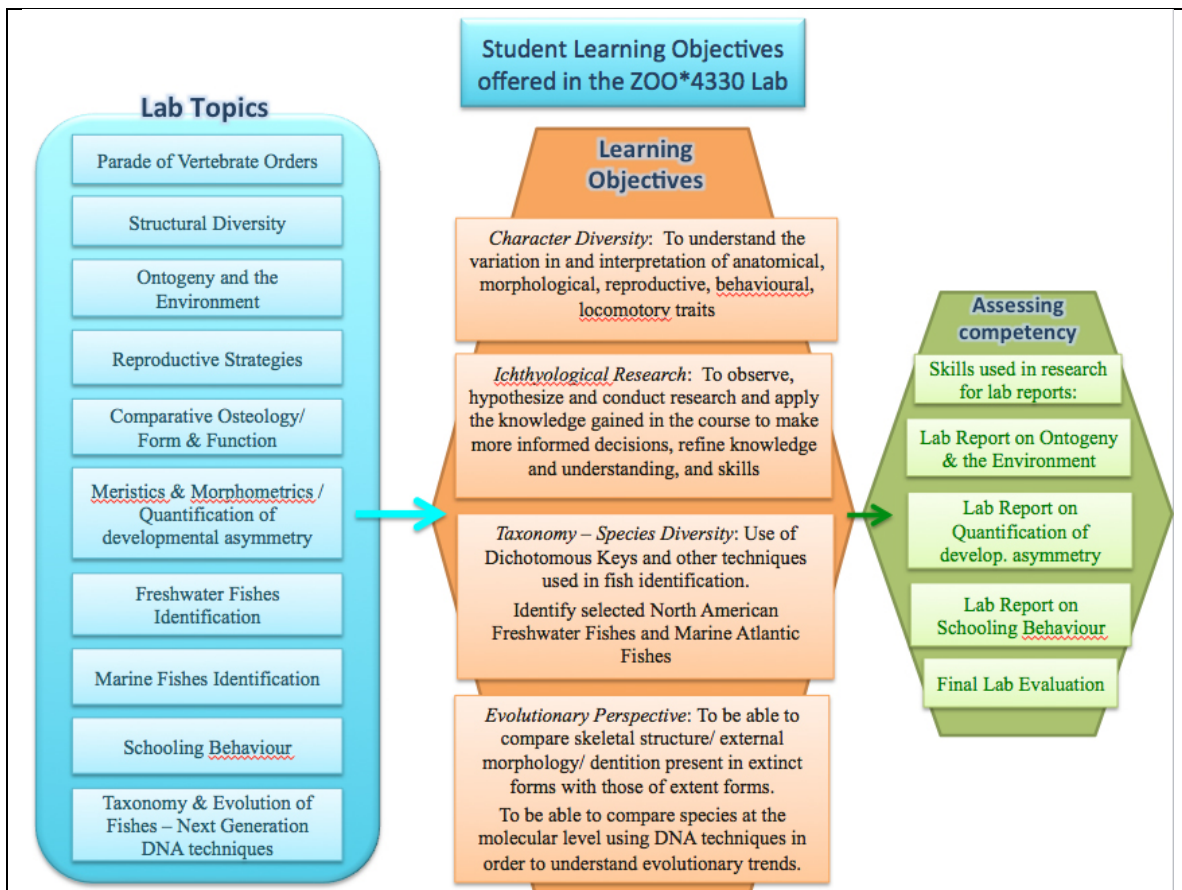 Student Learning Objectives
offered in the ZOO*4330 Lab
Lab Topics
Parade of Vertebrate Orders
Structural Diversity
Ontogeny and the
Environment
Reproductive Strategies
Comparative Osteology/
Form & Function
Meristics & Morphometrics /
Quantification of
developmental asymmetry
Freshwater Fishes
Identification
Marine Fishes Identification
Schooling Behaviour
Taxonomy & Evolution of
Fishes – Next Generation
DNA techniques
Learning
Objectives
Character Diversity: To understand the
variation in and interpretation of anatomical,
morphological, reproductive, behavioural,
locomotory traits
Ichthyological Research: To observe,
hypothesize and conduct research and apply
the knowledge gained in the course to make
more informed decisions, refine knowledge
and understanding, and skills
Taxonomy – Species Diversity: Use of
Dichotomous Keys and other techniques
used in fish identification.
Identify selected North American
Freshwater Fishes and Marine Atlantic
Fishes
Evolutionary Perspective: To be able to
compare skeletal structure/ external
morphology/ dentition present in extinct
forms with those of extent forms.
To be able to compare species at the
molecular level using DNA techniques in
order to understand evolutionary trends.
Assessing
competency
Skills used in research
for lab reports:
Lab Report on Ontogeny
& the Environment
Lab Report on
Quantification of
develop. asymmetry
Lab Report on
Schooling Behaviour
Final Lab Evaluation